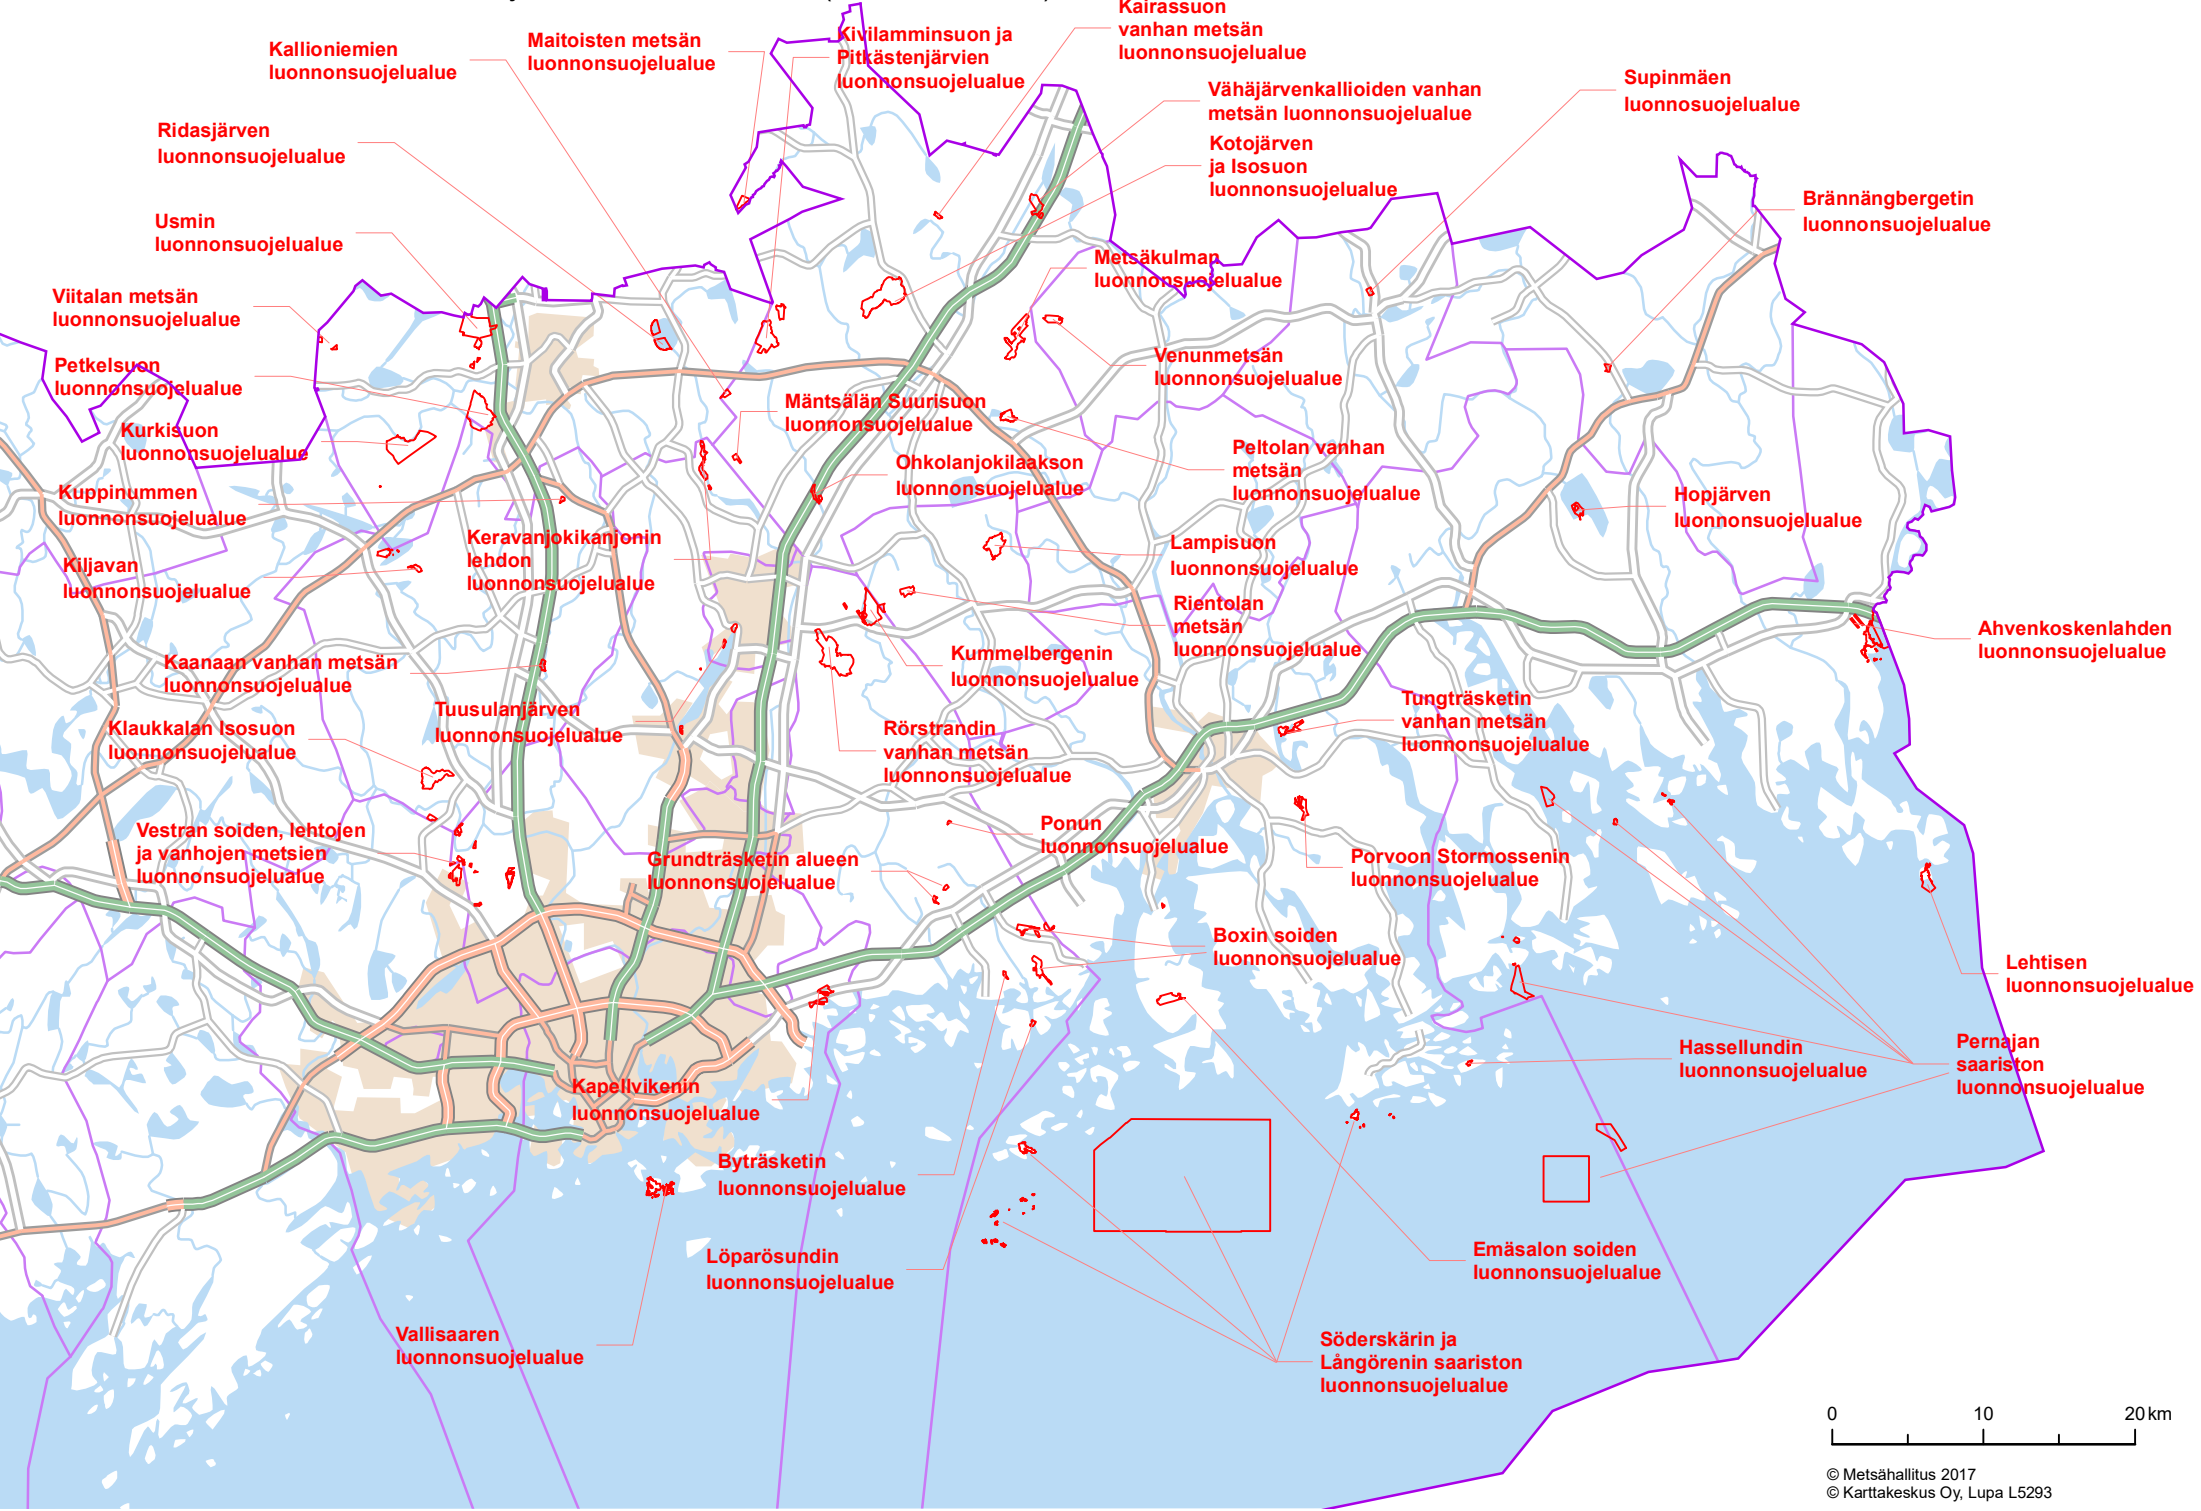 Kallioniemien
luonnonsuojelualue
Maitoisten metsän
luonnonsuojelualue
Kivilamminsuon ja
Pitkästenjärvien
luonnonsuojelualue
Kairassuon
vanhan metsän
luonnonsuojelualue
Vähäjärvenkallioiden vanhan
metsän luonnonsuojelualue
Supinmäen
luonnosuojelualue
Ridasjärven
luonnonsuojelualue
Kotojärven
ja Isosuon
luonnonsuojelualue
Brännängbergetin
luonnonsuojelualue
Usmin
luonnonsuojelualue
Metsäkulman
luonnonsuojelualue
Viitalan metsän
luonnonsuojelualue
Petkelsuon
luonnonsuojelualue
Venunmetsän
luonnonsuojelualue
Mäntsälän Suurisuon
luonnonsuojelualue
Kurkisuon
luonnonsuojelualue
Peltolan vanhan
metsän
luonnonsuojelualue
Ohkolanjokilaakson
luonnonsuojelualue
Kuppinummen
luonnonsuojelualue
Hopjärven
luonnonsuojelualue
Keravanjokikanjonin
lehdon
luonnonsuojelualue
Lampisuon
luonnonsuojelualue
Kiljavan
luonnonsuojelualue
Rientolan
metsän
luonnonsuojelualue
Ahvenkoskenlahden
luonnonsuojelualue
Kaanaan vanhan metsän
luonnonsuojelualue
Kummelbergenin
luonnonsuojelualue
Tuusulanjärven
luonnonsuojelualue
Tungträsketin
vanhan metsän
luonnonsuojelualue
Klaukkalan Isosuon
luonnonsuojelualue
Rörstrandin
vanhan metsän
luonnonsuojelualue
Vestran soiden, lehtojen
ja vanhojen metsien
luonnonsuojelualue
Ponun
luonnonsuojelualue
Grundträsketin alueen
luonnonsuojelualue
Porvoon Stormossenin
luonnonsuojelualue
Boxin soiden
luonnonsuojelualue
Lehtisen
luonnonsuojelualue
Hassellundin
luonnonsuojelualue
Pernajan
saariston
luonnonsuojelualue
Kapellvikenin
luonnonsuojelualue
Byträsketin
luonnonsuojelualue
Löparösundin
luonnonsuojelualue
Emäsalon soiden
luonnonsuojelualue
Vallisaaren
luonnonsuojelualue
Söderskärin ja
Långörenin saariston
luonnonsuojelualue
0 10 20 km
© Metsähallitus 2017
© Karttakeskus Oy, Lupa L5293